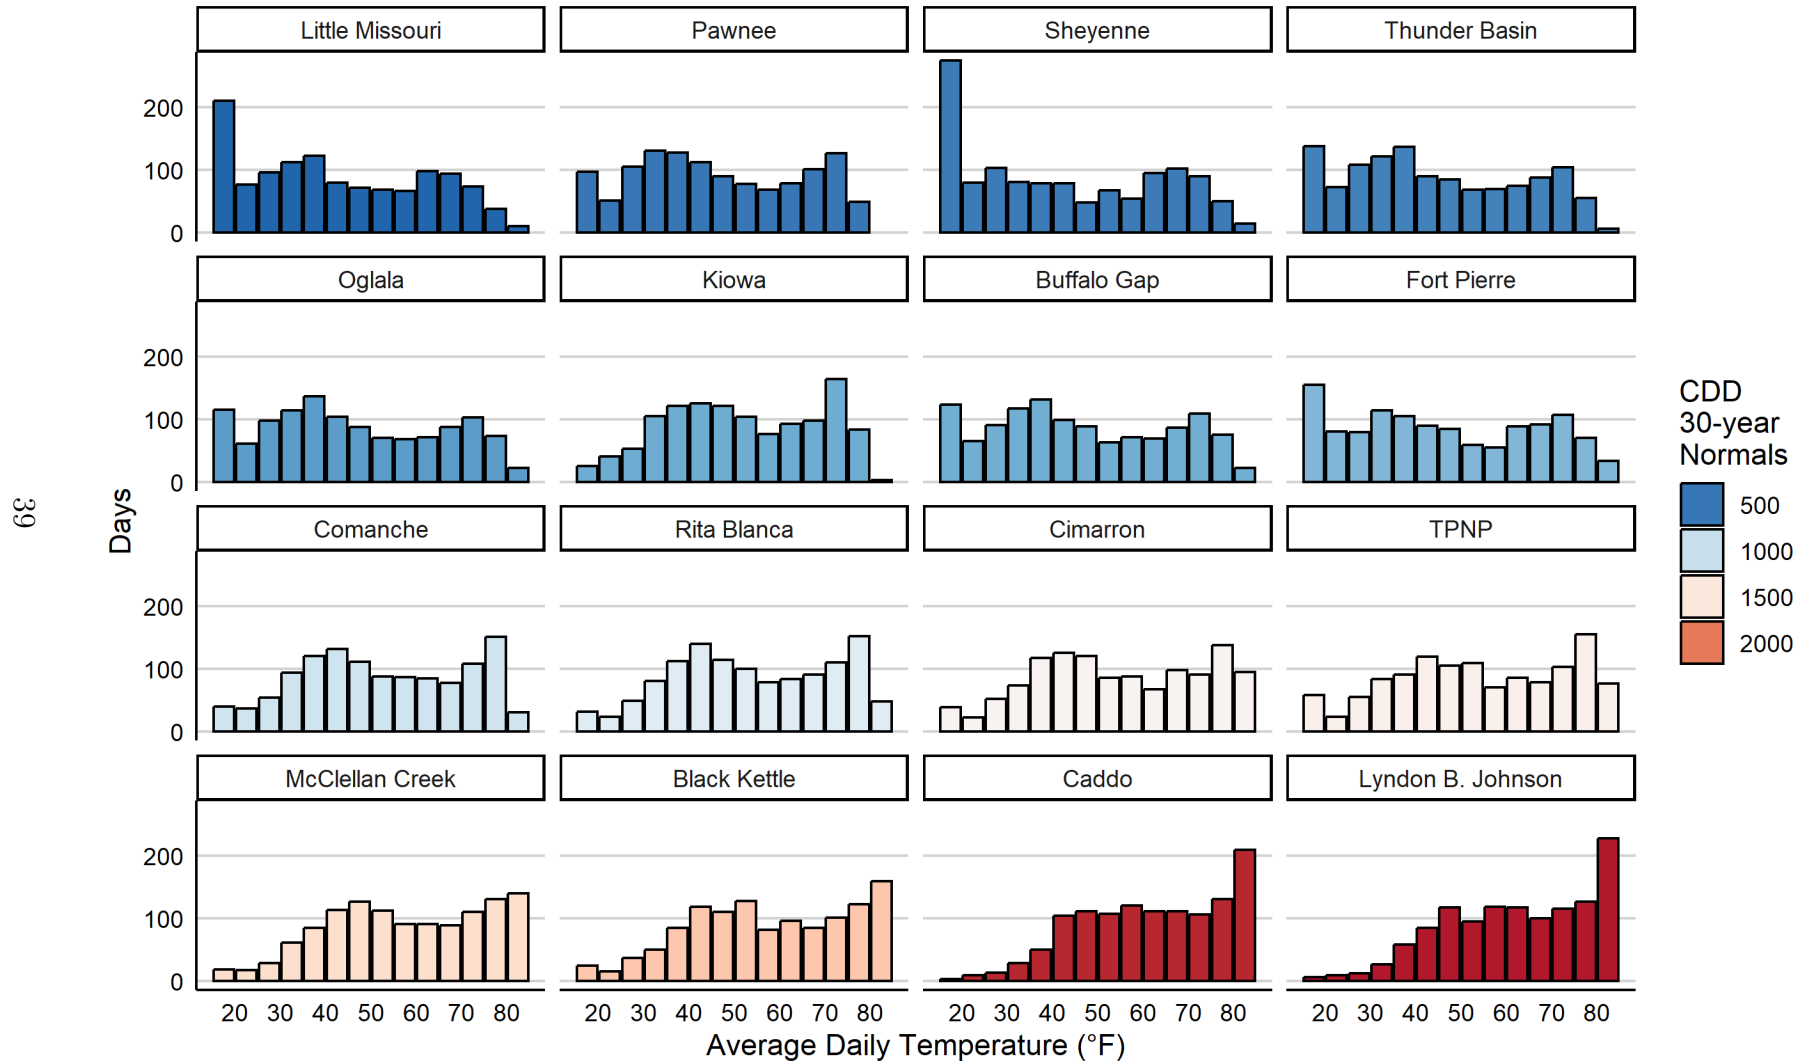 Little Missouri
Pawnee
Sheyenne
Thunder Basin
200
100
0
Oglala
Kiowa
Buffalo Gap
Fort Pierre
200
100
0
Comanche
Rita Blanca
Cimarron
TPNP
200
100
0
McClellan Creek
Black Kettle
Caddo
Lyndon B. Johnson
200
100
0
20 30 40 50 60 70 80
20 30 40 50 60 70 80
20 30 40 50 60 70 80
20 30 40 50 60 70 80
Average Daily Temperature (°F)
Days
CDD
30-year
Normals
500
1000
1500
2000
39